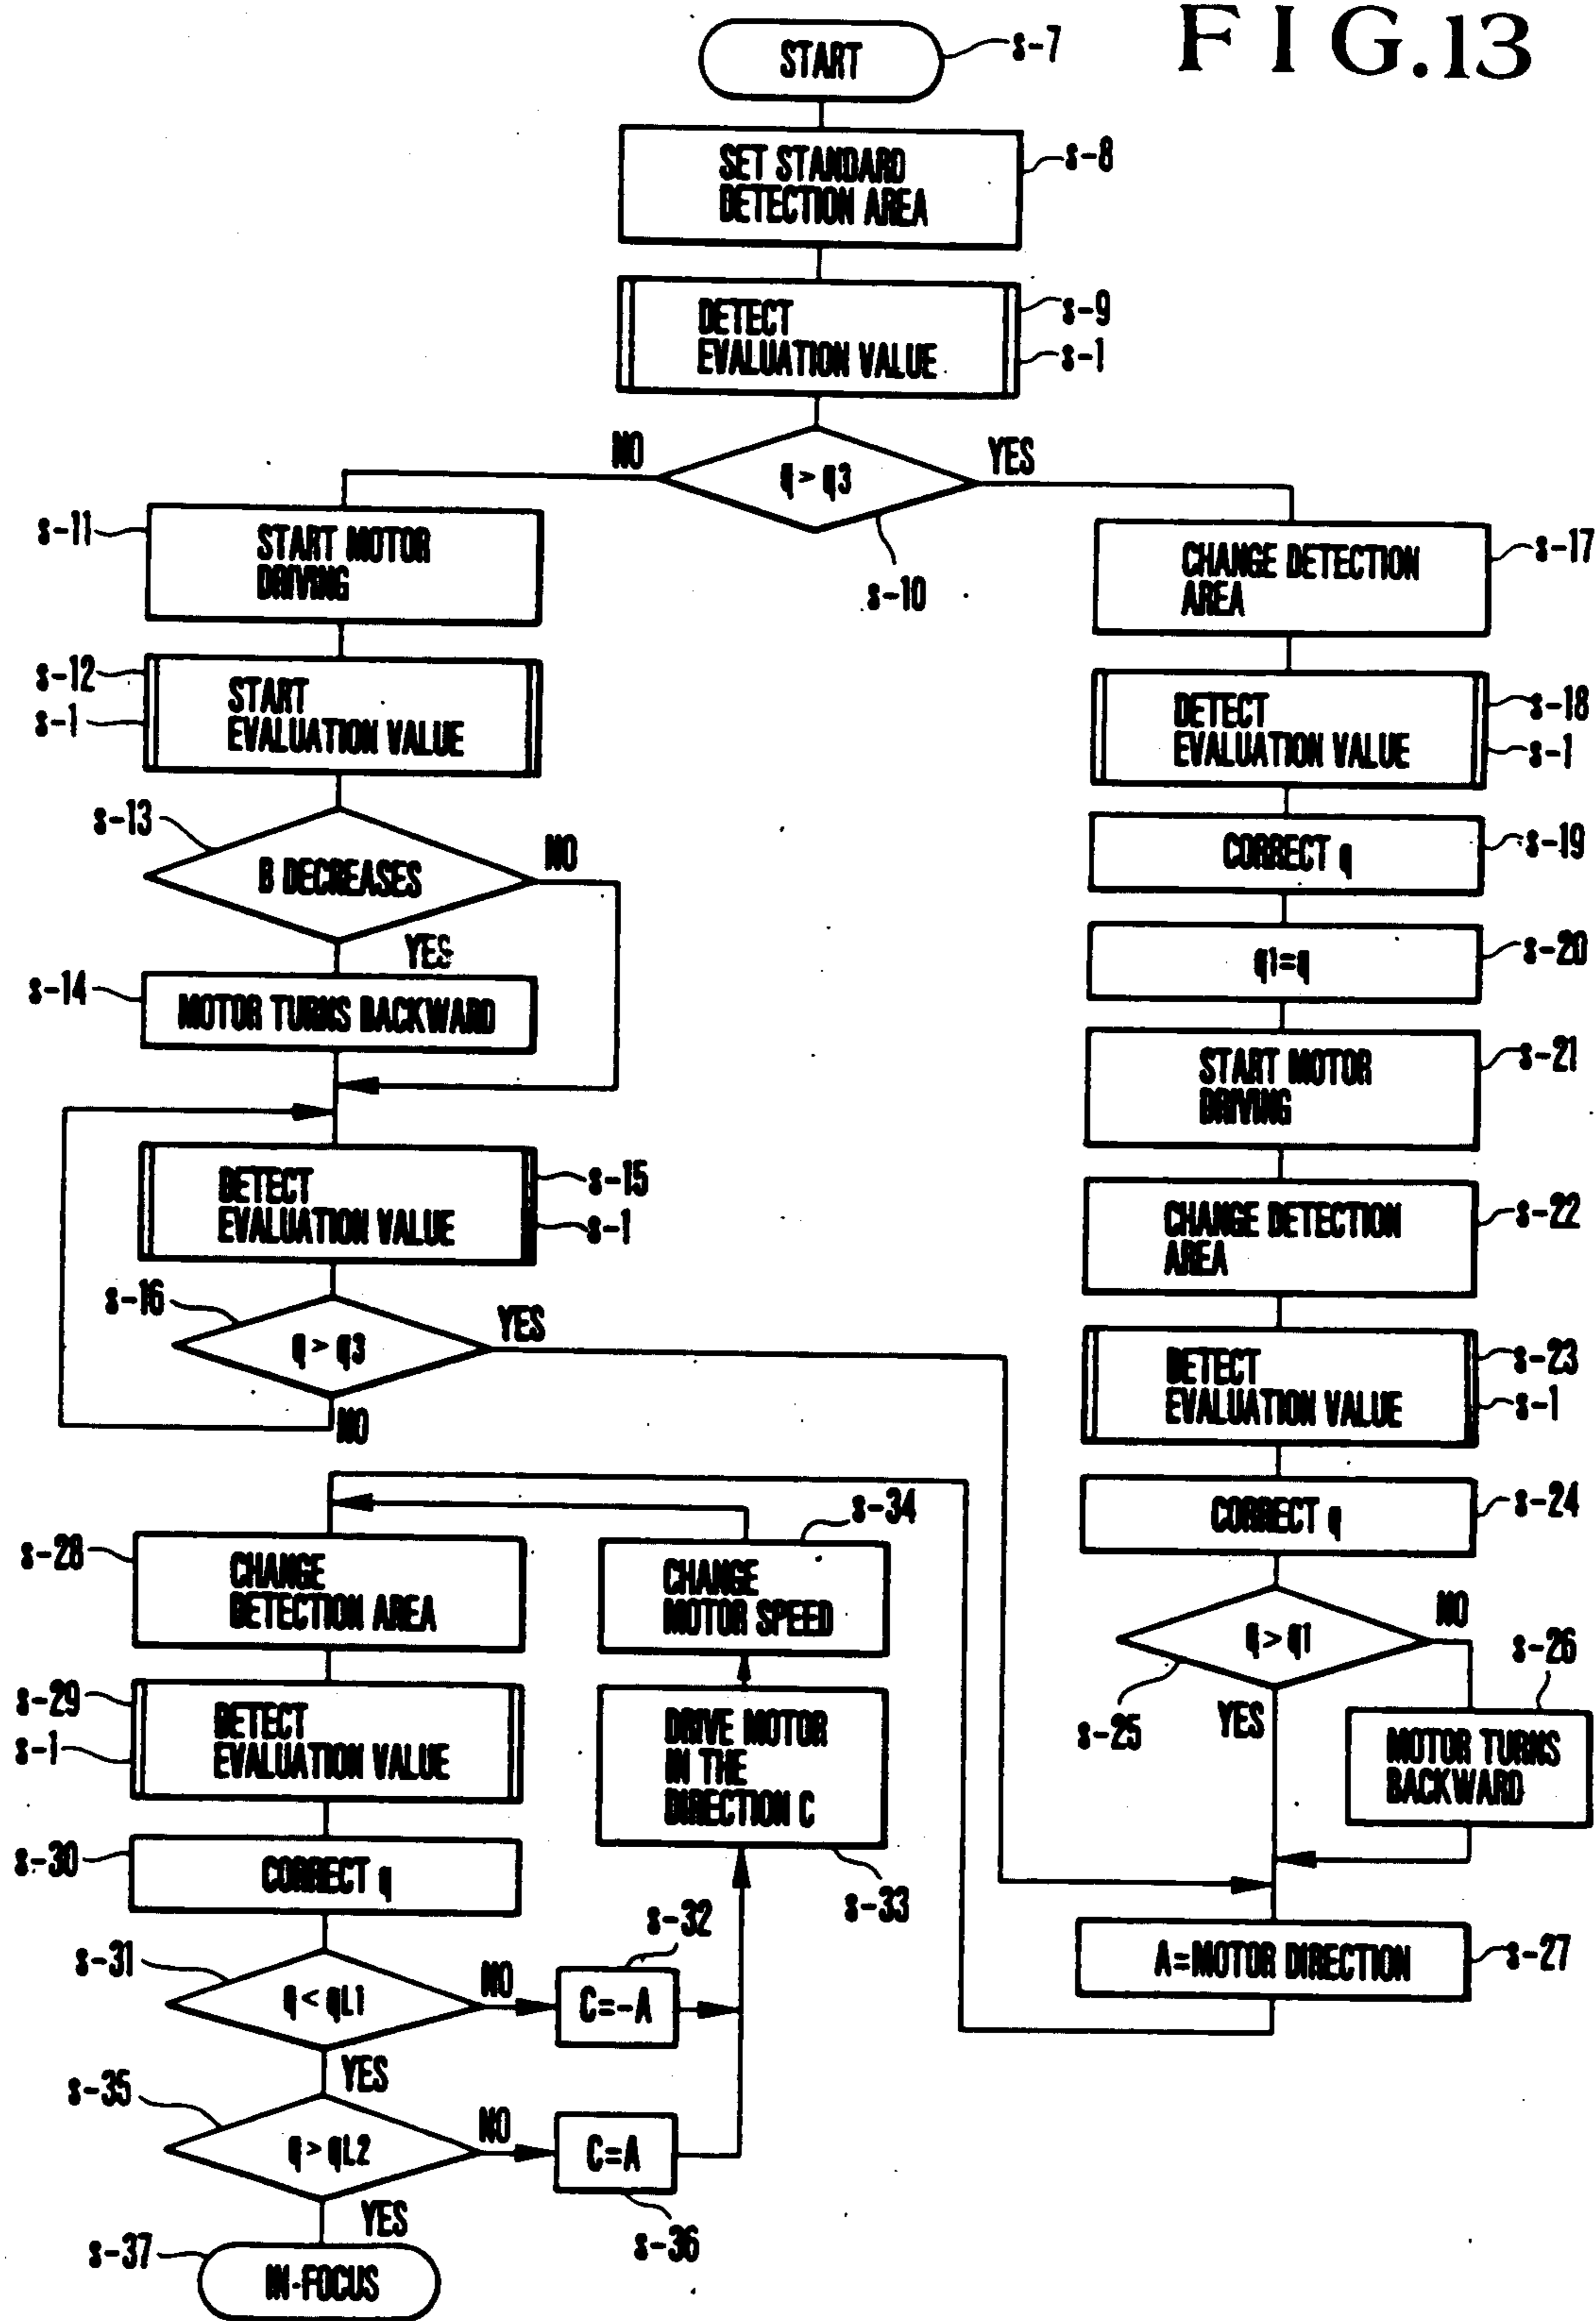 FIG.13
START
s-7
SET STANDARD
DETECTION AREA
s-8
DETECT
EVALUATION VALUE
s-9
s-1
q > q3
NO
YES
s-10
s-11
START MOTOR
DRIVING
s-12
s-1
START
EVALUATION VALUE
s-13
B DECREASES
NO
YES
s-14
MOTOR TURNS BACKWARD
DETECT
EVALUATION VALUE
s-15
s-1
s-16
q > q3
YES
NO
CHANGE DETECTION
AREA
s-17
DETECT
EVALUATION VALUE
s-18
s-1
CORRECT q
s-19
q1=q
s-20
START MOTOR
DRIVING
s-21
CHANGE DETECTION
AREA
s-22
DETECT
EVALUATION VALUE
s-23
s-1
CORRECT q
s-24
q > q1
NO
YES
s-25
s-26
MOTOR TURNS
BACKWARD
A=MOTOR DIRECTION
s-27
s-28
CHANGE
DETECTION AREA
s-29
s-1
DETECT
EVALUATION VALUE
s-30
CORRECT q
s-31
q < qL1
NO
YES
s-32
C=-A
s-33
DRIVE MOTOR
IN THE
DIRECTION C
s-34
CHANGE
MOTOR SPEED
s-35
q > qL2
NO
YES
C=A
s-36
s-37
IN-FOCUS